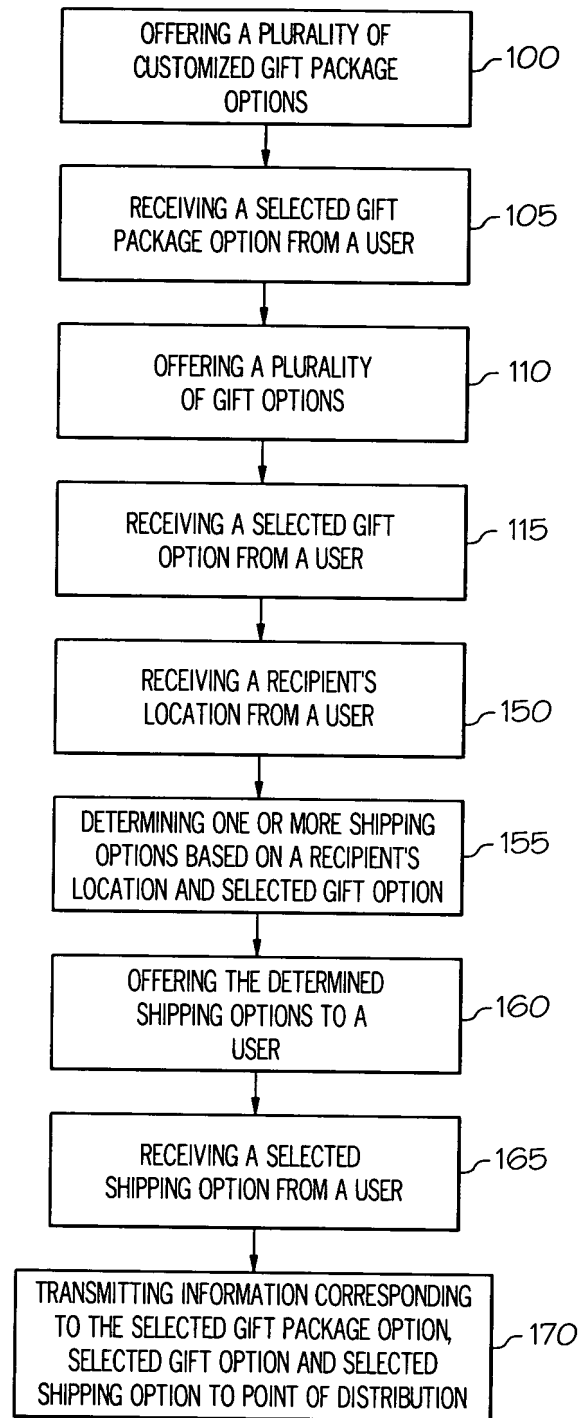 OFFERING A PLURALITY OF
CUSTOMIZED GIFT PACKAGE
OPTIONS
100
RECEIVING A SELECTED GIFT
PACKAGE OPTION FROM A USER
105
OFFERING A PLURALITY
OF GIFT OPTIONS
110
RECEIVING A SELECTED GIFT
OPTION FROM A USER
115
RECEIVING A RECIPIENT'S
LOCATION FROM A USER
150
DETERMINING ONE OR MORE SHIPPING
OPTIONS BASED ON A RECIPIENT'S
LOCATION AND SELECTED GIFT OPTION
155
OFFERING THE DETERMINED
SHIPPING OPTIONS TO A
USER
160
RECEIVING A SELECTED
SHIPPING OPTION FROM A USER
165
TRANSMITTING INFORMATION CORRESPONDING
TO THE SELECTED GIFT PACKAGE OPTION,
SELECTED GIFT OPTION AND SELECTED
SHIPPING OPTION TO POINT OF DISTRIBUTION
170